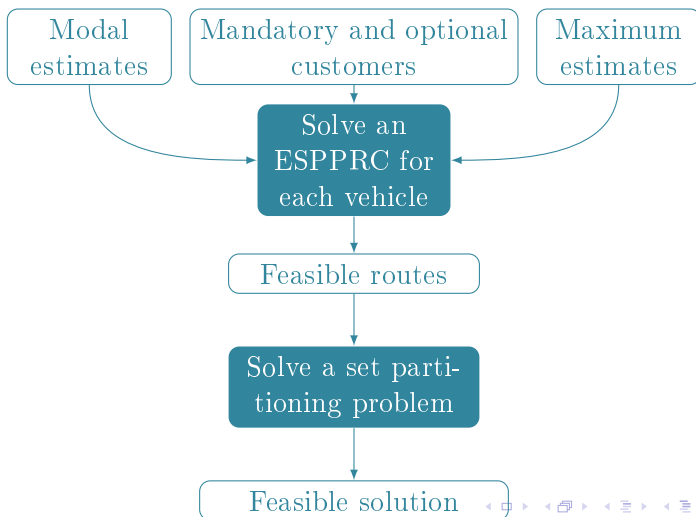 Modal
estimates
Mandatory and optional
customers
Maximum
estimates
Solve an
ESPPRC for
each vehicle
Feasible routes
Solve a set parti-
tioning problem
Feasible solution